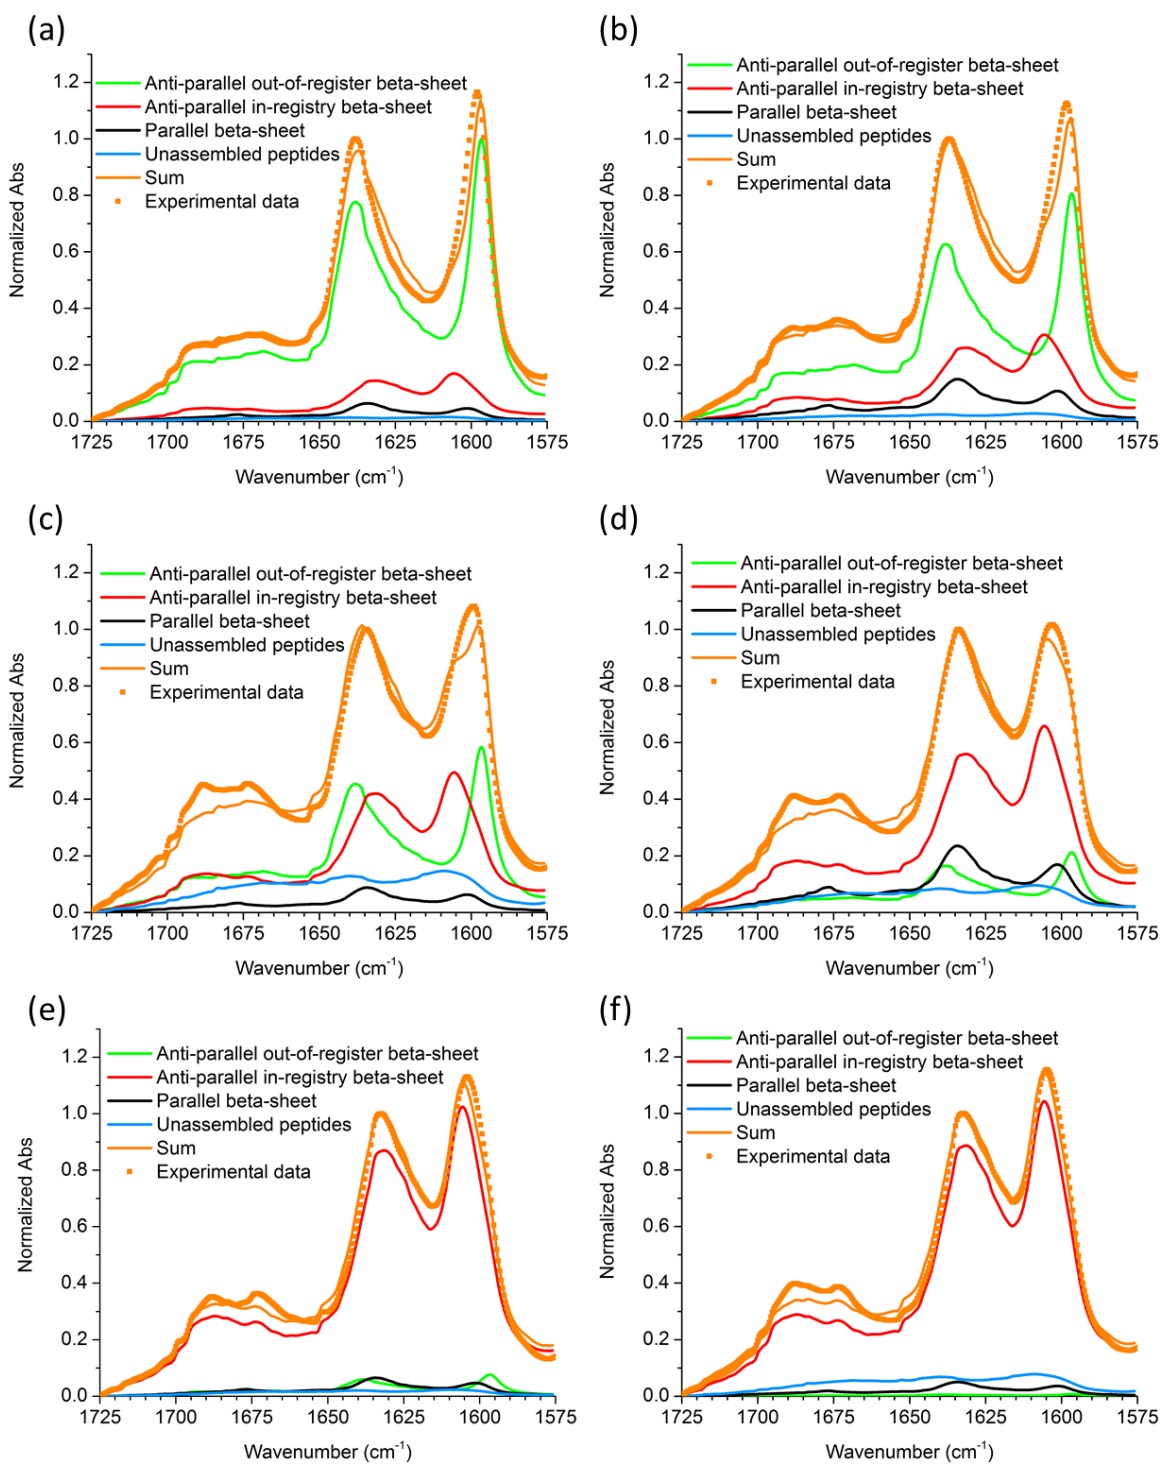 (a)
1.2
1.0
0.8
0.6
0.4
0.2
0.0
Normalized Abs
Anti-parallel out-of-register beta-sheet
Anti-parallel in-registry beta-sheet
Parallel beta-sheet
Unassembled peptides
Sum
Experimental data
1725 1700 1675 1650 1625 1600 1575
Wavenumber (cm-1)
(b)
1.2
1.0
0.8
0.6
0.4
0.2
0.0
Normalized Abs
Anti-parallel out-of-register beta-sheet
Anti-parallel in-registry beta-sheet
Parallel beta-sheet
Unassembled peptides
Sum
Experimental data
1725 1700 1675 1650 1625 1600 1575
Wavenumber (cm-1)
(c)
1.2
1.0
0.8
0.6
0.4
0.2
0.0
Normalized Abs
Anti-parallel out-of-register beta-sheet
Anti-parallel in-registry beta-sheet
Parallel beta-sheet
Unassembled peptides
Sum
Experimental data
1725 1700 1675 1650 1625 1600 1575
Wavenumber (cm-1)
(d)
1.2
1.0
0.8
0.6
0.4
0.2
0.0
Normalized Abs
Anti-parallel out-of-register beta-sheet
Anti-parallel in-registry beta-sheet
Parallel beta-sheet
Unassembled peptides
Sum
Experimental data
1725 1700 1675 1650 1625 1600 1575
Wavenumber (cm-1)
(e)
1.2
1.0
0.8
0.6
0.4
0.2
0.0
Normalized Abs
Anti-parallel out-of-register beta-sheet
Anti-parallel in-registry beta-sheet
Parallel beta-sheet
Unassembled peptides
Sum
Experimental data
1725 1700 1675 1650 1625 1600 1575
Wavenumber (cm-1)
(f)
1.2
1.0
0.8
0.6
0.4
0.2
0.0
Normalized Abs
Anti-parallel out-of-register beta-sheet
Anti-parallel in-registry beta-sheet
Parallel beta-sheet
Unassembled peptides
Sum
Experimental data
1725 1700 1675 1650 1625 1600 1575
Wavenumber (cm-1)